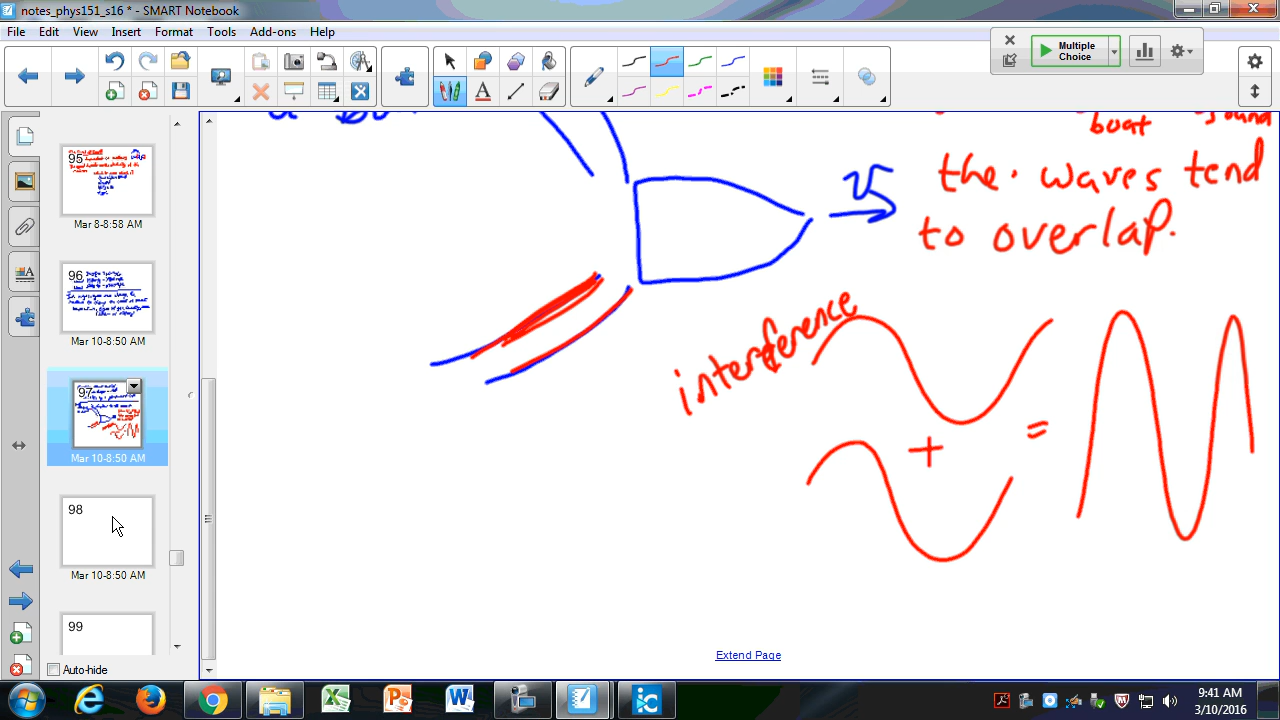 notes_phys151_s16 * - SMART Notebook
File Edit View Insert Format Tools Add-ons Help
Multiple
Choice
95
Mar 8-8:58 AM
96
Mar 10-8:50 AM
97
Mar 10-8:50 AM
98
Mar 10-8:50 AM
99
Auto-hide
boat sound
the. waves tend
to overlap.
v
interference
+
=
Extend Page
9:41 AM
3/10/2016